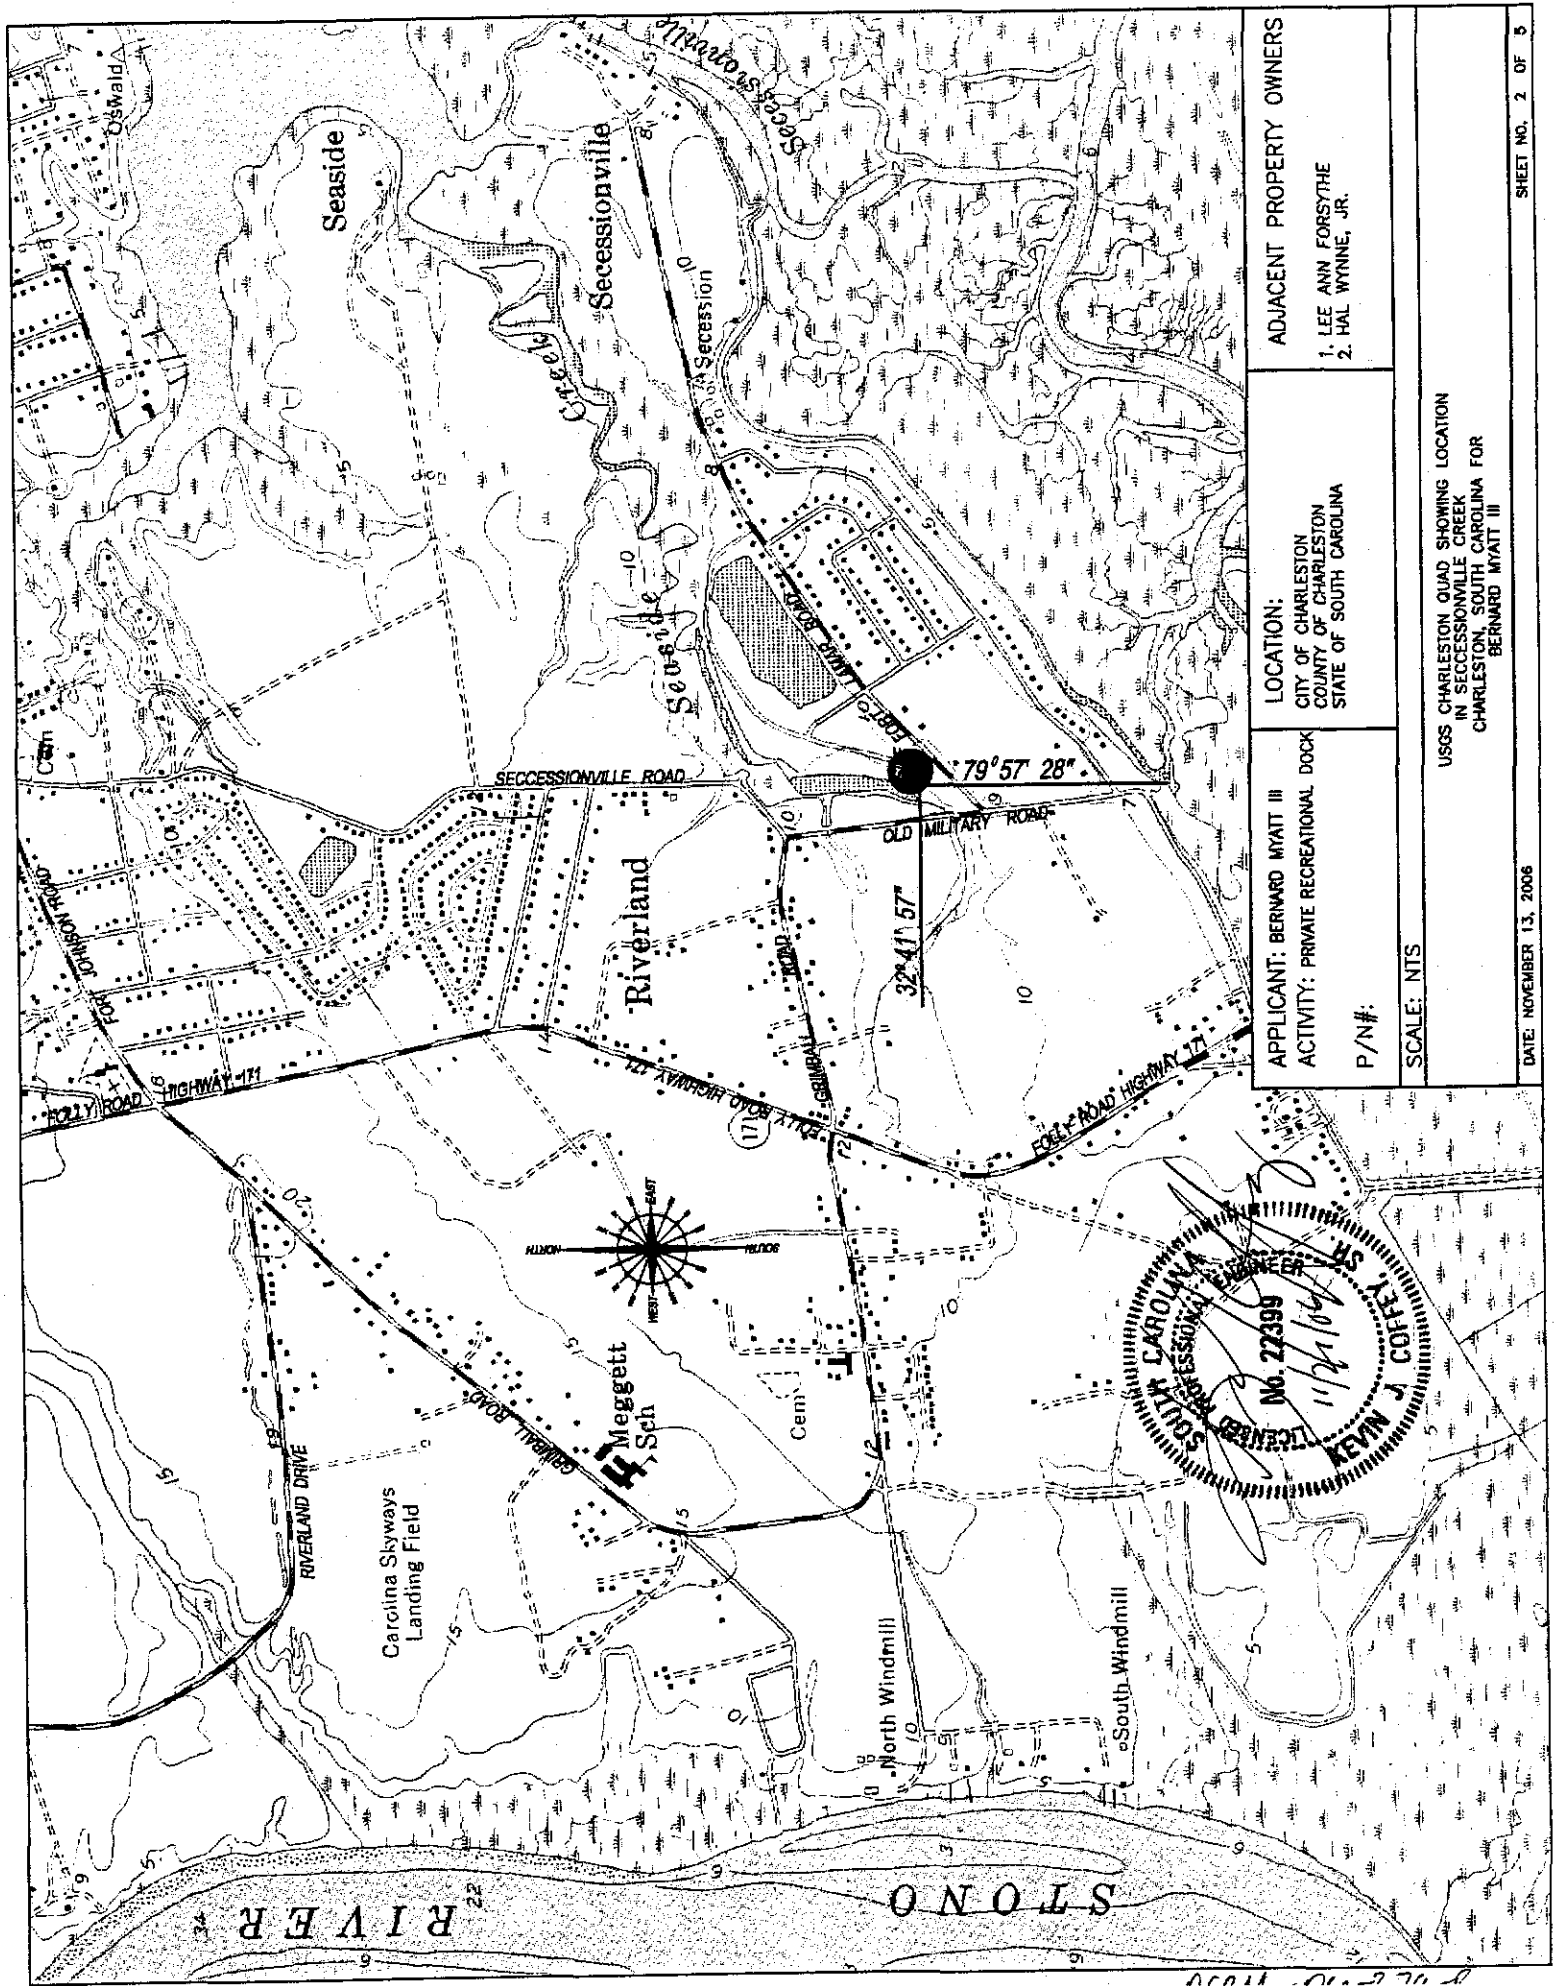 Oswald
Seaside
Secessionville
Secessionville
Creek
Seaside
Secession
Cem
FORT JOHNSON ROAD
SECCESSIONVILLE ROAD
FORT LAMAR ROAD
79° 57' 28"
32° 41' 57"
OLD MILITARY ROAD
Riverland
FOLLY ROAD HIGHWAY 171
FOLLY ROAD HIGHWAY 171
171
FOLLY ROAD HIGHWAY 171
GRIMBALL ROAD
NORTH
EAST
SOUTH
WEST
RIVERLAND DRIVE
GRIMBALL ROAD
Carolina Skyways
Landing Field
Meggett
Sch
Cem
North Windmill
South Windmill
STONO
RIVER
SOUTH CAROLINA
LICENSED PROFESSIONAL ENGINEER
No. 22399
KEVIN J COFFEY, SR.
APPLICANT: BERNARD MYATT III
ACTIVITY: PRIVATE RECREATIONAL DOCK
P/N#:
LOCATION:
CITY OF CHARLESTON
COUNTY OF CHARLESTON
STATE OF SOUTH CAROLINA
ADJACENT PROPERTY OWNERS
1. LEE ANN FORSYTHE
2. HAL WYNNE, JR.
SCALE: NTS
USGS CHARLESTON QUAD SHOWING LOCATION
IN SECCESSIONVILLE CREEK
CHARLESTON, SOUTH CAROLINA FOR
BERNARD MYATT III
DATE: NOVEMBER 13, 2006
SHEET NO. 2 OF 5